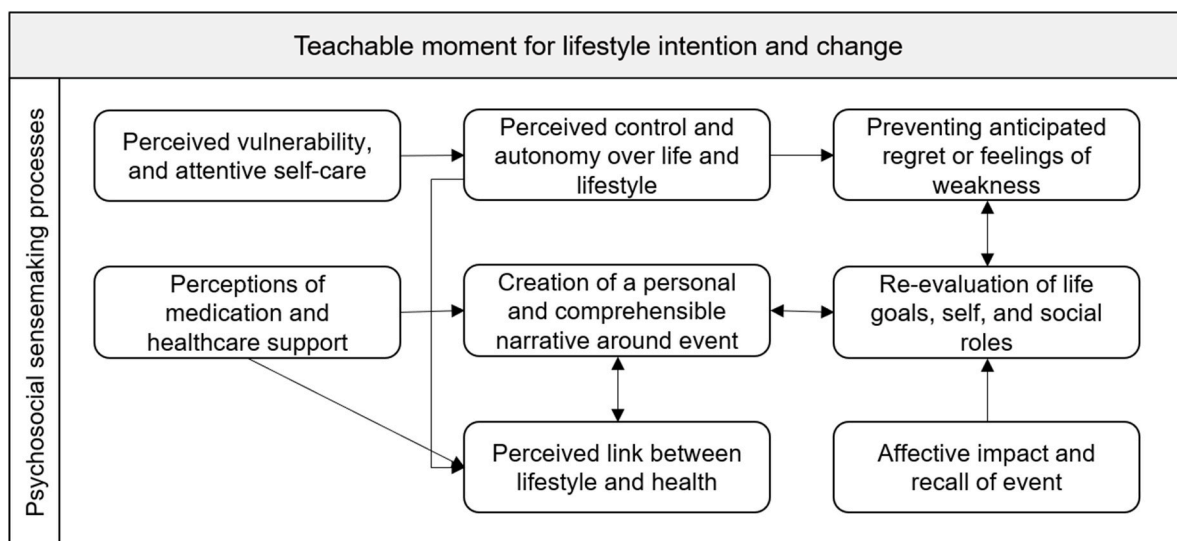 Teachable moment for lifestyle intention and change
Psychosocial sensemaking processes
Perceived vulnerability,
and attentive self-care
Perceived control and
autonomy over life and
lifestyle
Preventing anticipated
regret or feelings of
weakness
Perceptions of
medication and
healthcare support
Creation of a personal
and comprehensible
narrative around event
Re-evaluation of life
goals, self, and social
roles
Perceived link between
lifestyle and health
Affective impact and
recall of event